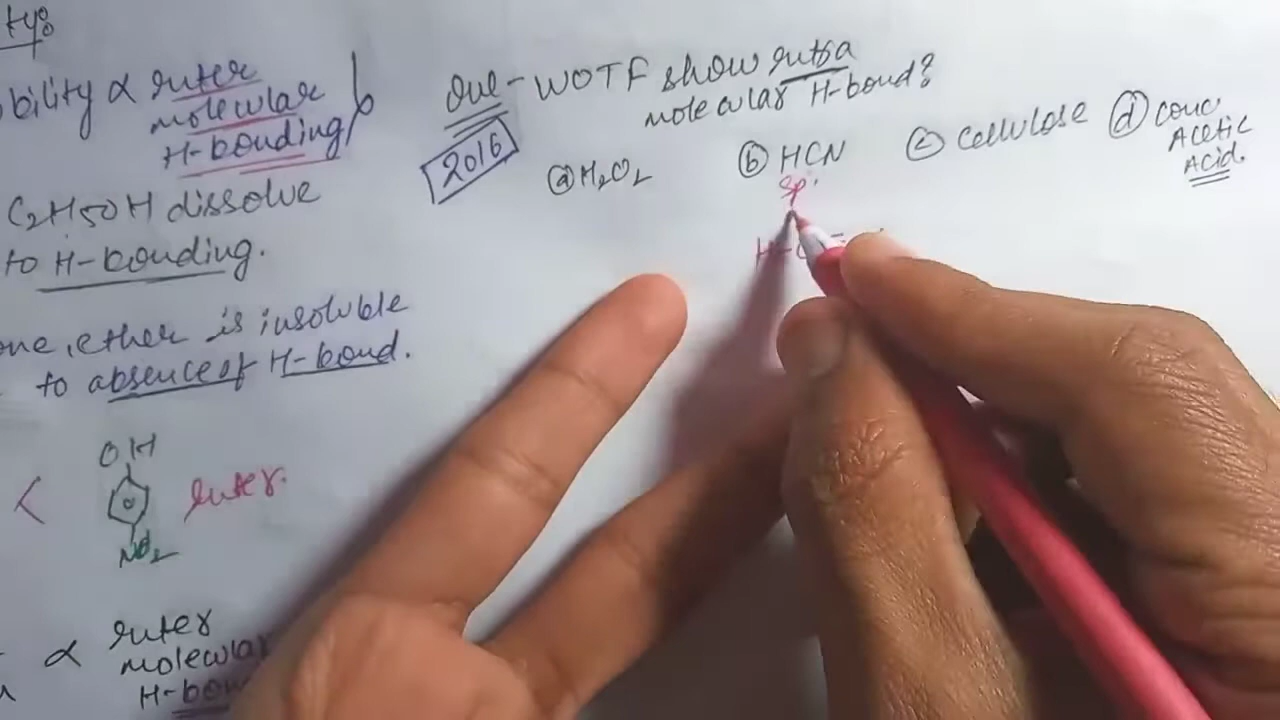 bility ∝ inter
molecular
H-bonding
C2H5OH dissolve
to H-bonding.
one, ether is insoluble
to absence of H-bond.
OH
< inter.
NO2
∝ inter
molecular
H-bon
Que - WOTF show intra
molecular H-bond?
2016
(a) H2O2 (b) HCN (c) Cellulose (d) conc
Acetic
Acid.
sp.
H-C